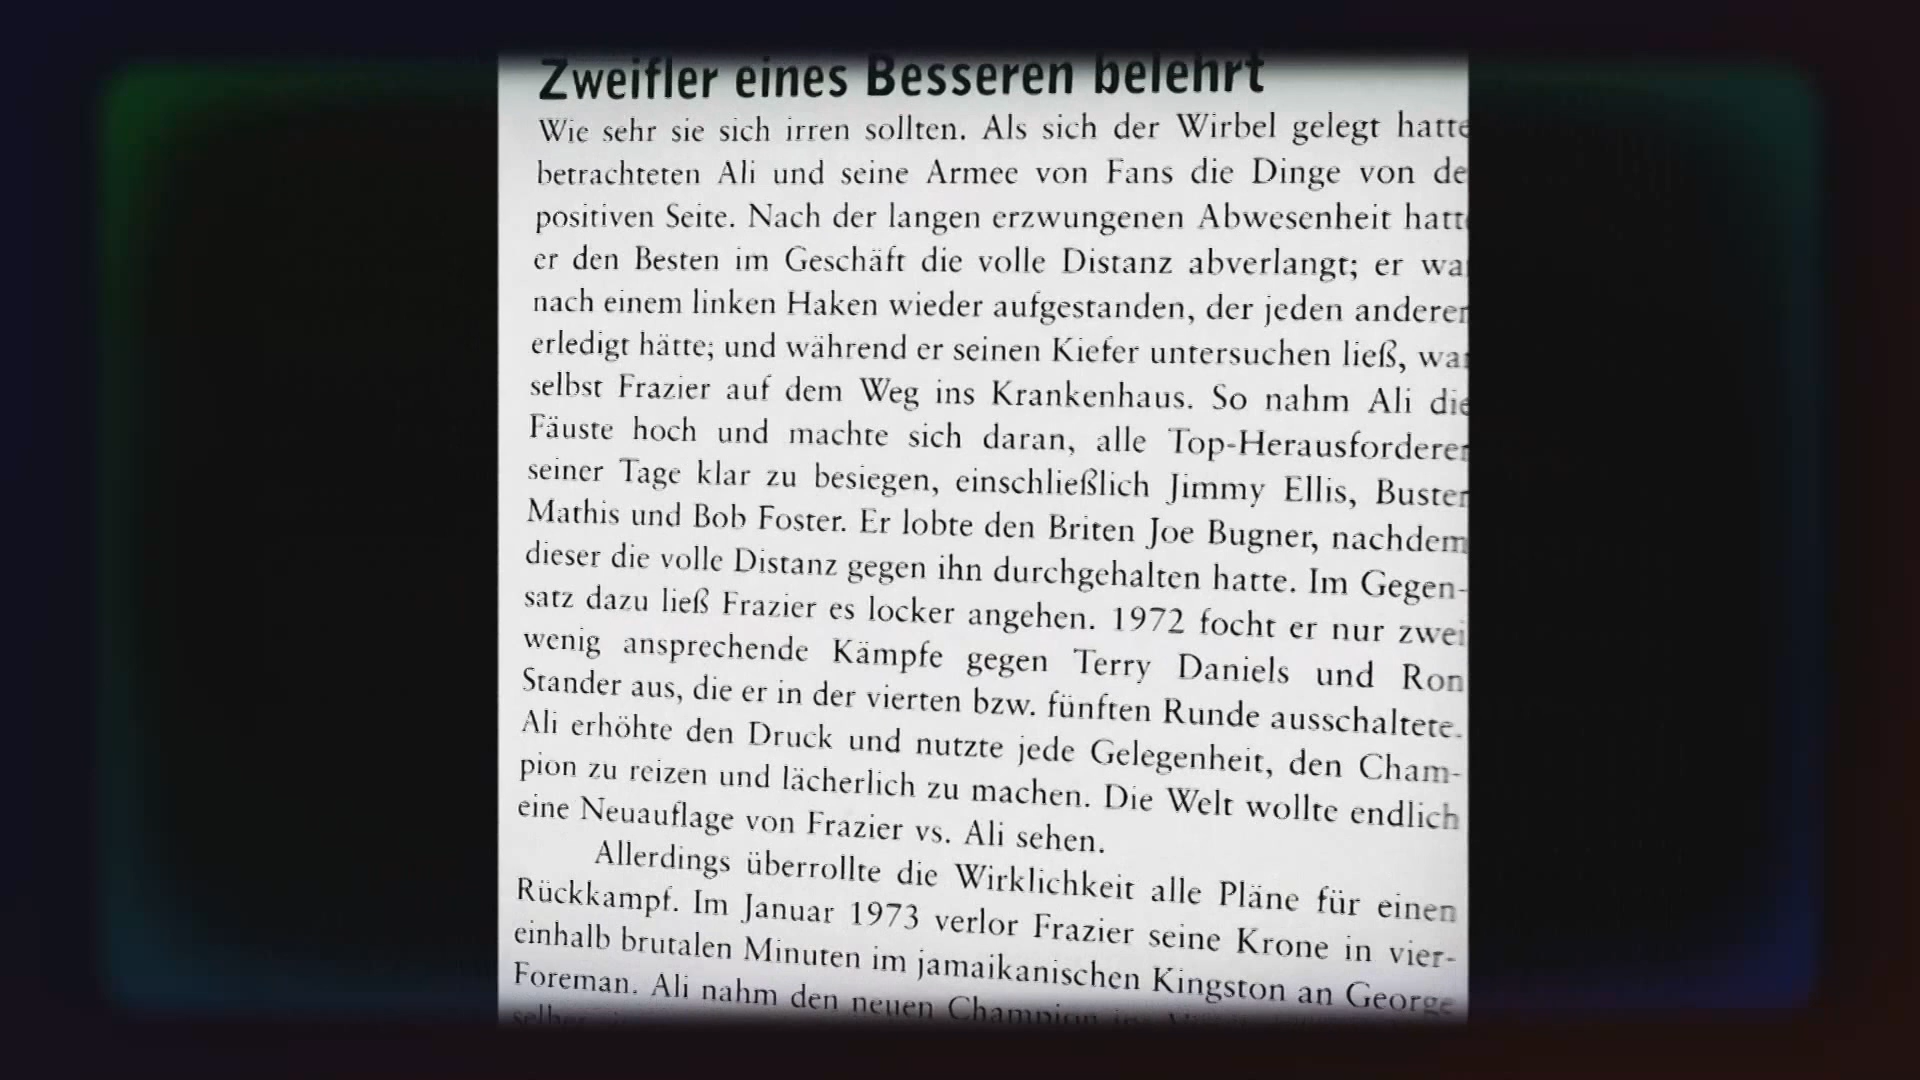 Zweifler eines Besseren belehrt
Wie sehr sie sich irren sollten. Als sich der Wirbel gelegt hatte
betrachteten Ali und seine Armee von Fans die Dinge von de
positiven Seite. Nach der langen erzwungenen Abwesenheit hatt
er den Besten im Geschäft die volle Distanz abverlangt; er wa
nach einem linken Haken wieder aufgestanden, der jeden anderen
erledigt hätte; und während er seinen Kiefer untersuchen ließ, war
selbst Frazier auf dem Weg ins Krankenhaus. So nahm Ali die
Fäuste hoch und machte sich daran, alle Top-Herausforderer
seiner Tage klar zu besiegen, einschließlich Jimmy Ellis, Buster
Mathis und Bob Foster. Er lobte den Briten Joe Bugner, nachdem
dieser die volle Distanz gegen ihn durchgehalten hatte. Im Gegen-
satz dazu ließ Frazier es locker angehen. 1972 focht er nur zwei
wenig ansprechende Kämpfe gegen Terry Daniels und Ron
Stander aus, die er in der vierten bzw. fünften Runde ausschaltete.
Ali erhöhte den Druck und nutzte jede Gelegenheit, den Cham-
pion zu reizen und lächerlich zu machen. Die Welt wollte endlich
eine Neuauflage von Frazier vs. Ali sehen.
Allerdings überrollte die Wirklichkeit alle Pläne für einen
Rückkampf. Im Januar 1973 verlor Frazier seine Krone in vier-
einhalb brutalen Minuten im jamaikanischen Kingston an George
Foreman. Ali nahm den neuen Champion